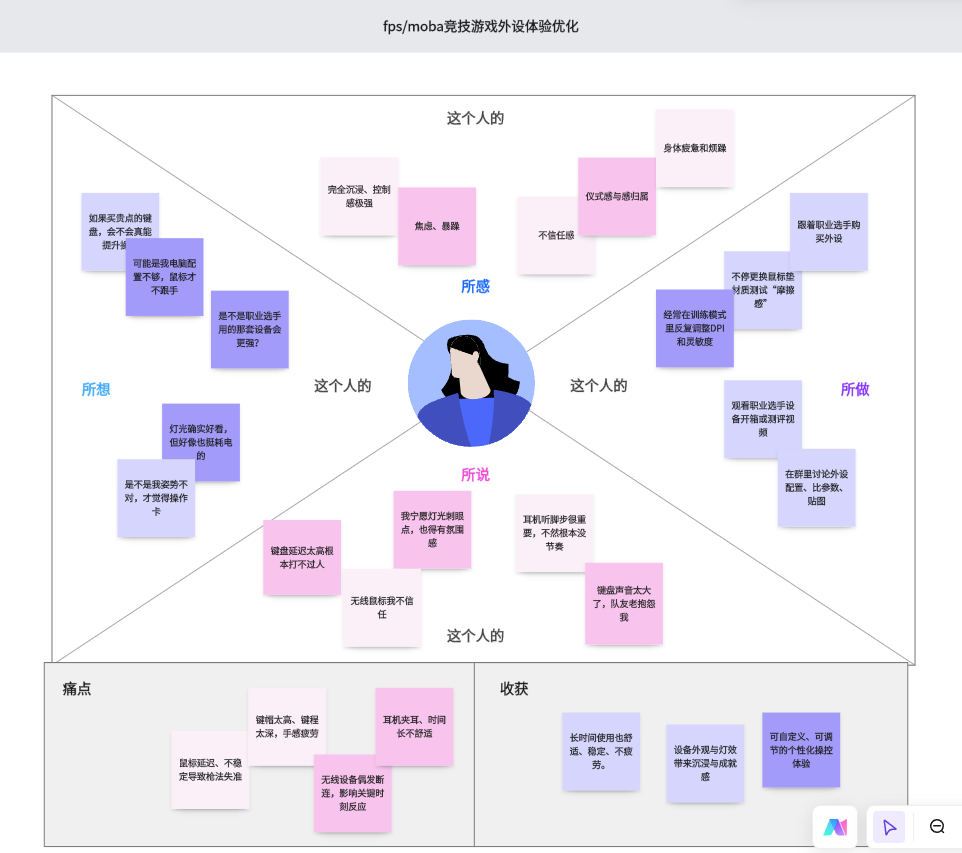 fps/moba竞技游戏外设体验优化
这个人的
身体疲惫和烦躁
完全沉浸、控制
感极强
焦虑、暴躁
仪式感与感归属
不信任感
所感
如果买贵点的键
盘，会不会真能
提升
可能是我电脑配
置不够，鼠标才
不跟手
是不是职业选手
用的那套设备会
更强？
跟着职业选手购
买外设
不停更换鼠标垫
材质测试“摩擦
感”
经常在训练模式
里反复调整DPI
和灵敏度
所想
这个人的
这个人的
所做
灯光确实好看，
但好像也挺耗电
的
是不是我姿势不
对，才觉得操作
卡
观看职业选手设
备开箱或测评视
频
在群里讨论外设
配置、比参数、
贴图
所说
我宁愿灯光刺眼
点，也得有氛围
感
键盘延迟太高根
本打不过人
无线鼠标我不信
任
耳机听脚步很重
要，不然根本没
节奏
键盘声音太大
了，队友老抱怨
我
这个人的
痛点
键帽太高、键程
太深，手感疲劳
耳机夹耳、时间
长不舒适
鼠标延迟、不稳
定导致枪法失准
无线设备偶发断
连，影响关键时
刻反应
收获
长时间使用也舒
适、稳定、不疲
劳。
设备外观与灯效
带来沉浸与成就
感
可自定义、可调
节的个性化操控
体验